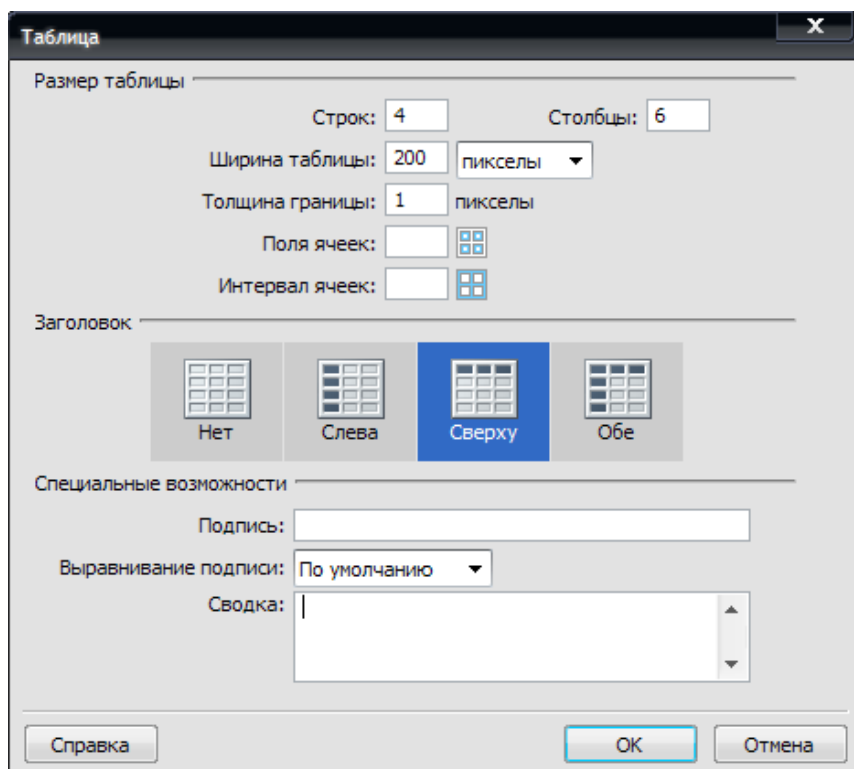 Таблица
Размер таблицы
Строк: 4 Столбцы: 6
Ширина таблицы: 200 пикселы
Толщина границы: 1 пикселы
Поля ячеек:
Интервал ячеек:
Заголовок
Нет Слева Сверху Обе
Специальные возможности
Подпись:
Выравнивание подписи: По умолчанию
Сводка:
Справка OK Отмена